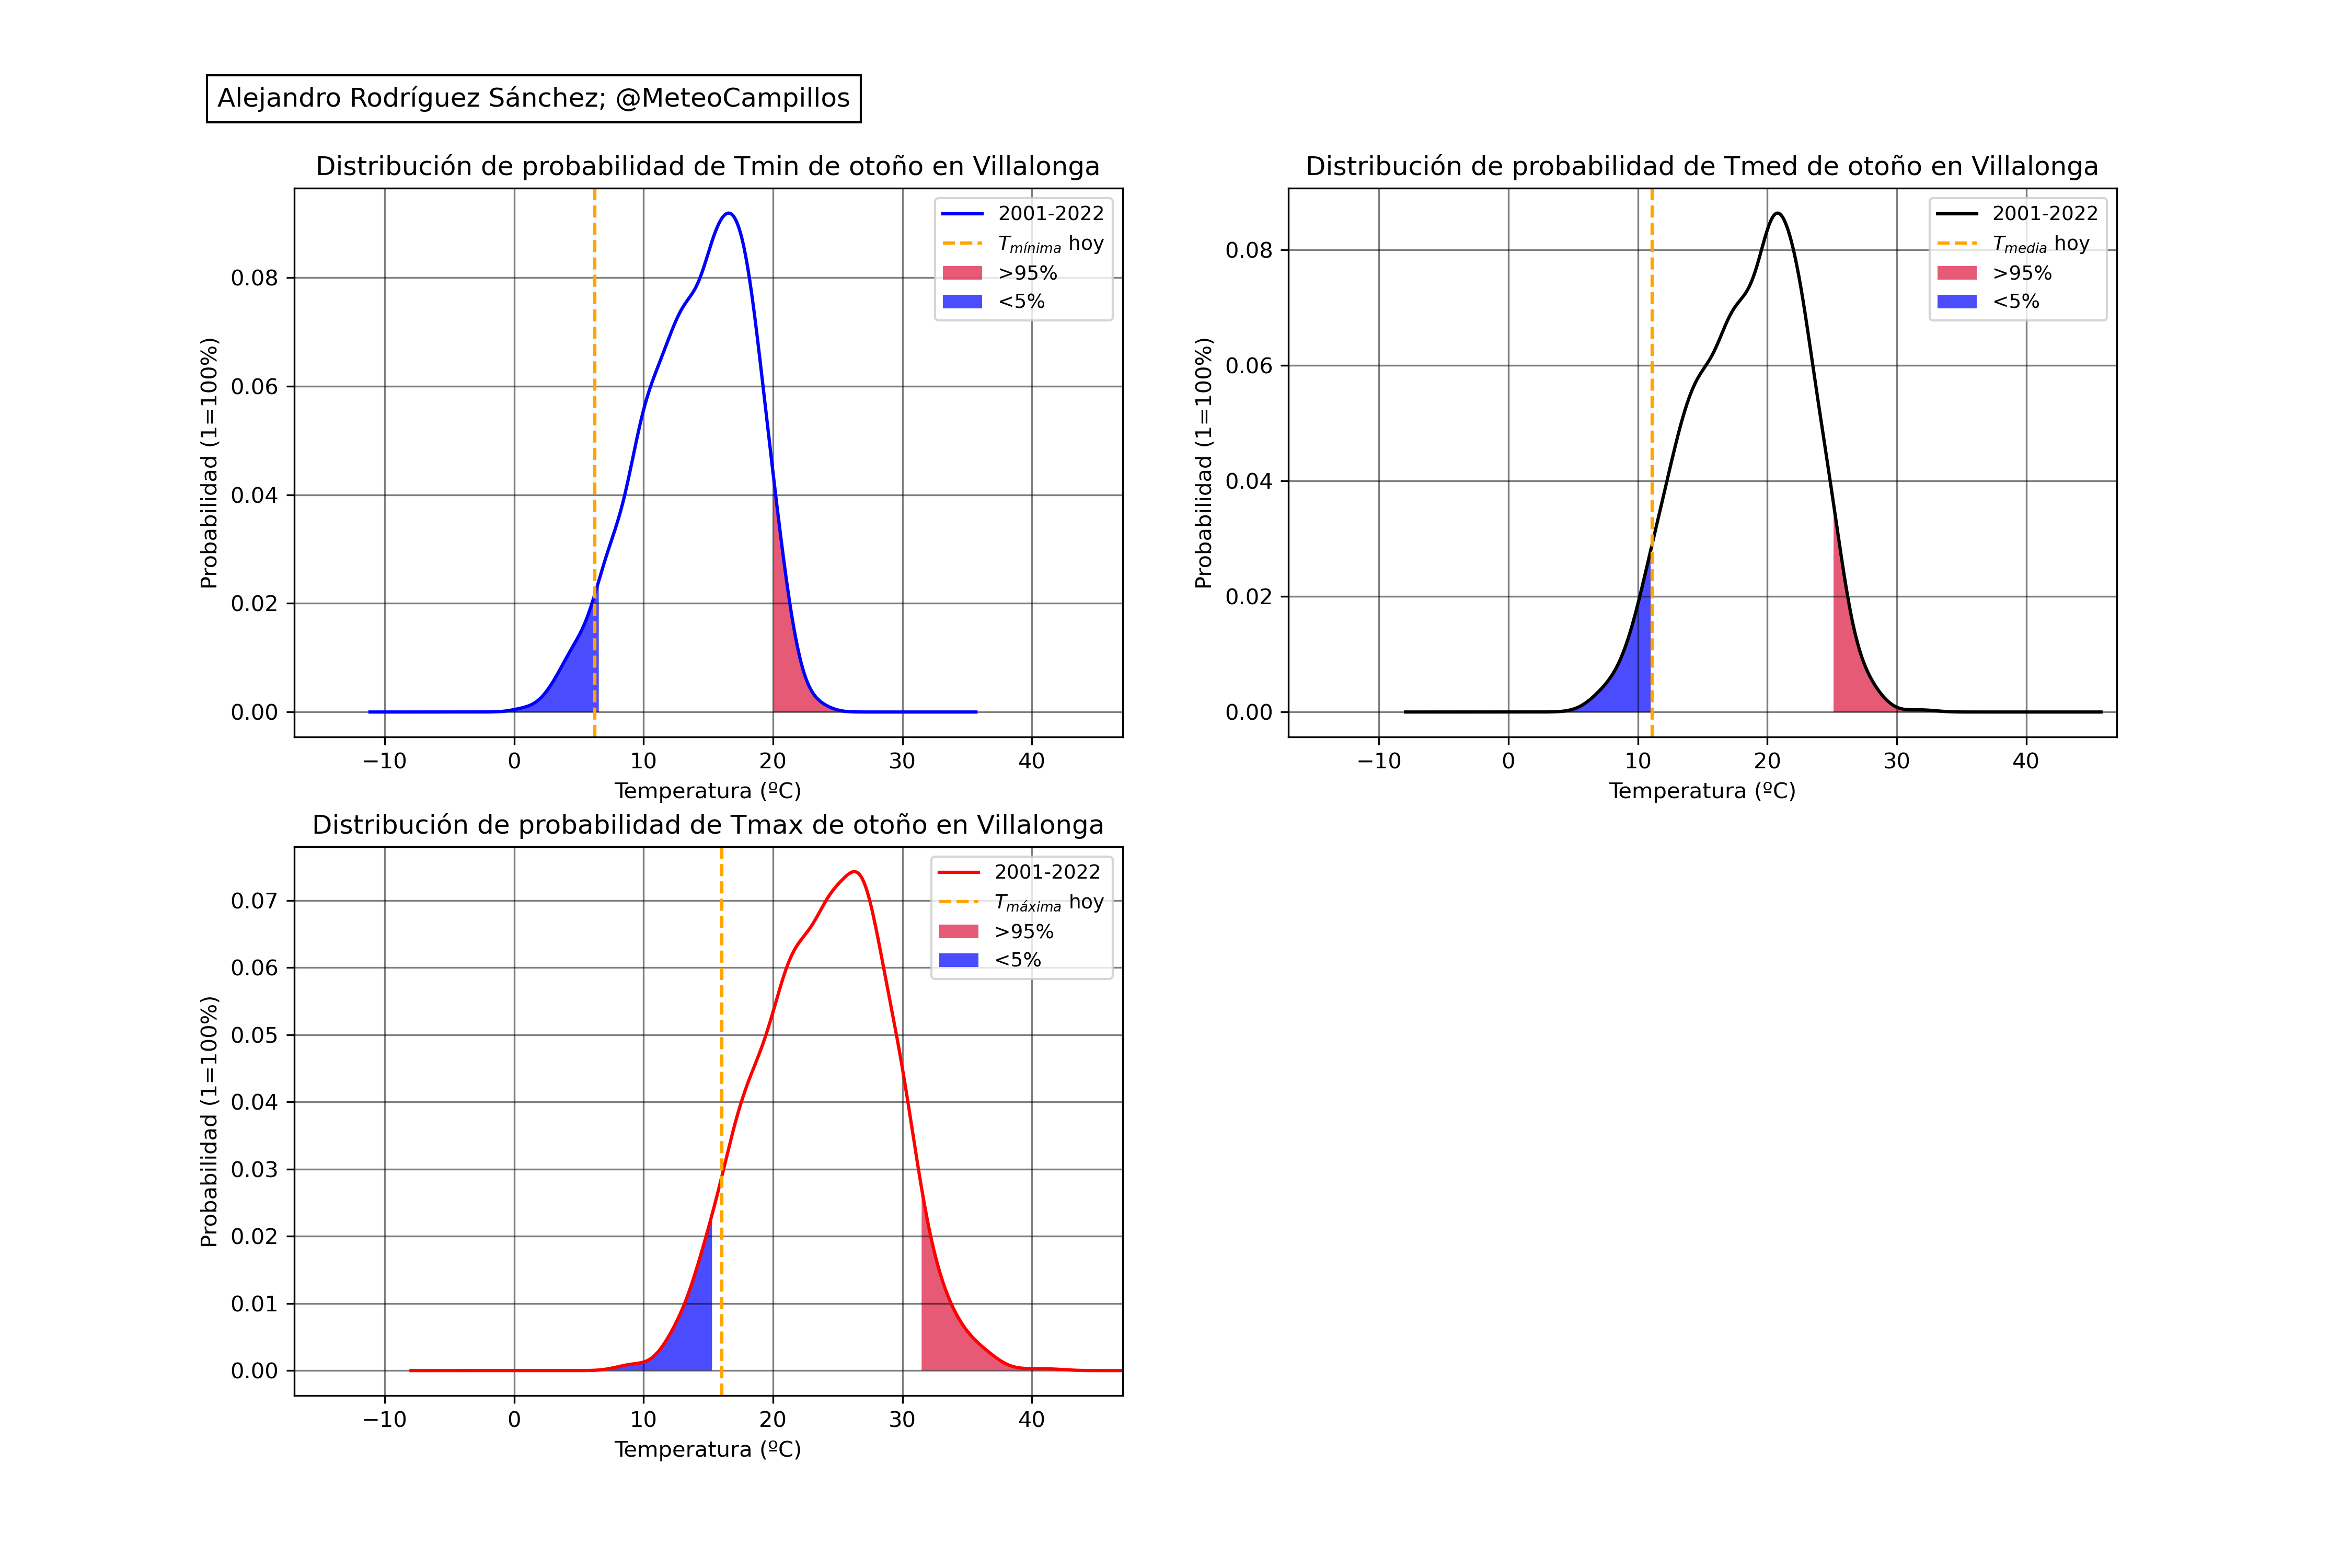 Alejandro Rodríguez Sánchez; @MeteoCampillos
Distribución de probabilidad de Tmin de otoño en Villalonga
2001-2022
Tmínima hoy
>95%
<5%
Probabilidad (1=100%)
0.08
0.06
0.04
0.02
0.00
−10 0 10 20 30 40
Temperatura (ºC)
Distribución de probabilidad de Tmed de otoño en Villalonga
2001-2022
Tmedia hoy
>95%
<5%
Probabilidad (1=100%)
0.08
0.06
0.04
0.02
0.00
−10 0 10 20 30 40
Temperatura (ºC)
Distribución de probabilidad de Tmax de otoño en Villalonga
2001-2022
Tmáxima hoy
>95%
<5%
Probabilidad (1=100%)
0.07
0.06
0.05
0.04
0.03
0.02
0.01
0.00
−10 0 10 20 30 40
Temperatura (ºC)